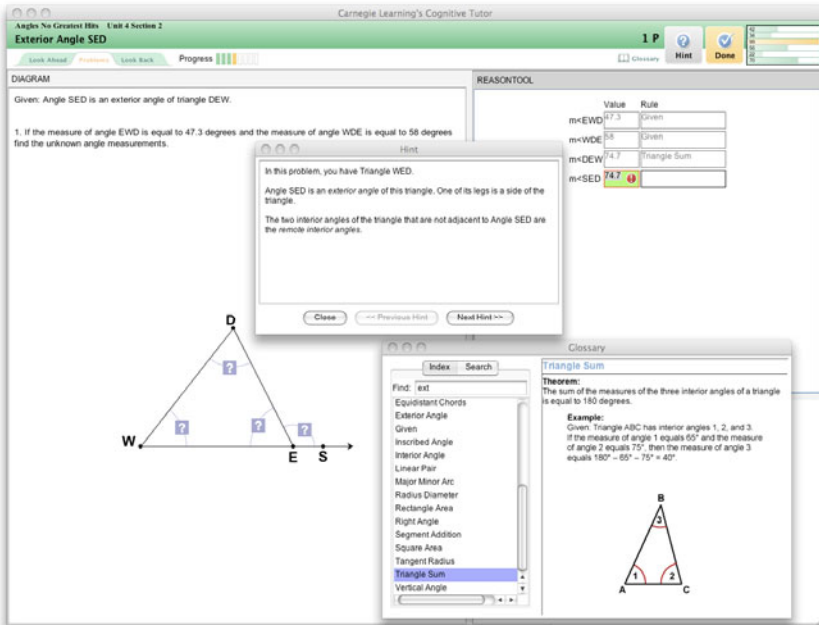 Carnegie Learning's Cognitive Tutor
Angles No Greatest Hits Unit 4 Section 2
Exterior Angle SED
1 P
Hint
Done
Look Ahead
Problems
Look Back
Progress
Glossary
DIAGRAM
Given: Angle SED is an exterior angle of triangle DEW.
1. If the measure of angle EWD is equal to 47.3 degrees and the measure of angle WDE is equal to 58 degrees
find the unknown angle measurements.
D
?
?
?
?
W
E
S
REASONTOOL
Value Rule
m<EWD 47.3 Given
m<WDE 58 Given
m<DEW 74.7 Triangle Sum
m<SED 74.7
Hint
In this problem, you have Triangle WED.
Angle SED is an exterior angle of this triangle. One of its legs is a side of the
triangle.
The two interior angles of the triangle that are not adjacent to Angle SED are
the remote interior angles.
Close
<< Previous Hint
Next Hint >>
Glossary
Index
Search
Find: ext
Equidistant Chords
Exterior Angle
Given
Inscribed Angle
Interior Angle
Linear Pair
Major Minor Arc
Radius Diameter
Rectangle Area
Right Angle
Segment Addition
Square Area
Tangent Radius
Triangle Sum
Vertical Angle
Triangle Sum
Theorem:
The sum of the measures of the three interior angles of a triangle
is equal to 180 degrees.
Example:
Given: Triangle ABC has interior angles 1, 2, and 3.
If the measure of angle 1 equals 65° and the measure
of angle 2 equals 75°, then the measure of angle 3
equals 180° – 65° – 75° = 40°.
B
3
1
2
A
C